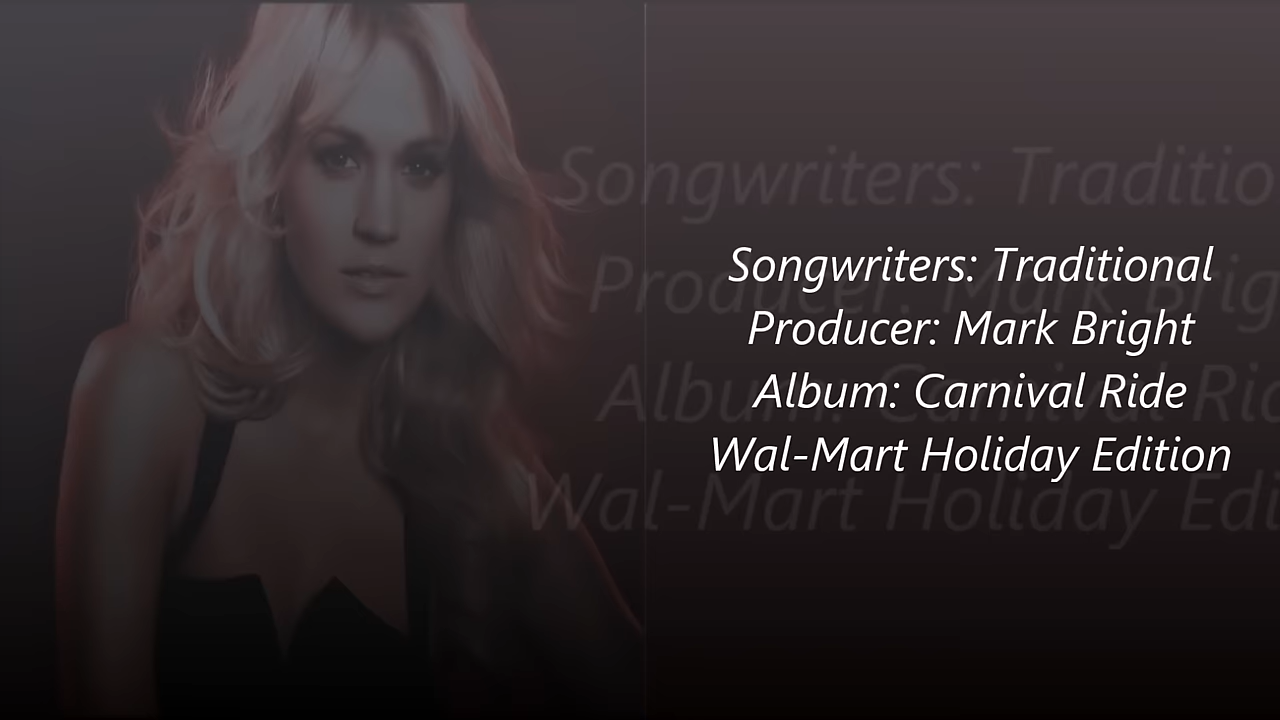 Songwriters: Traditional
Producer: Mark Bright
Album: Carnival Ride
Wal-Mart Holiday Edition